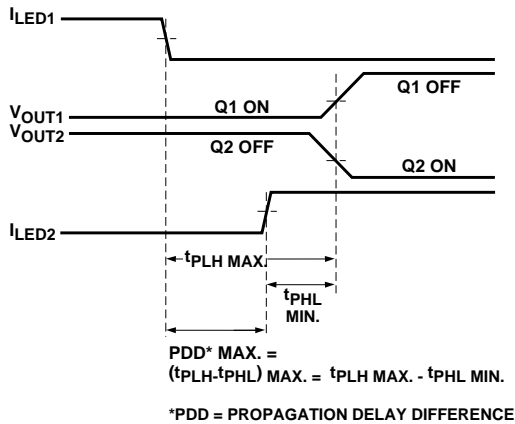 ILED1
VOUT1
Q1 ON
Q1 OFF
VOUT2
Q2 OFF
Q2 ON
ILED2
tPLH MAX.
tPHL
MIN.
PDD* MAX. =
(tPLH-tPHL) MAX. = tPLH MAX. - tPHL MIN.
*PDD = PROPAGATION DELAY DIFFERENCE